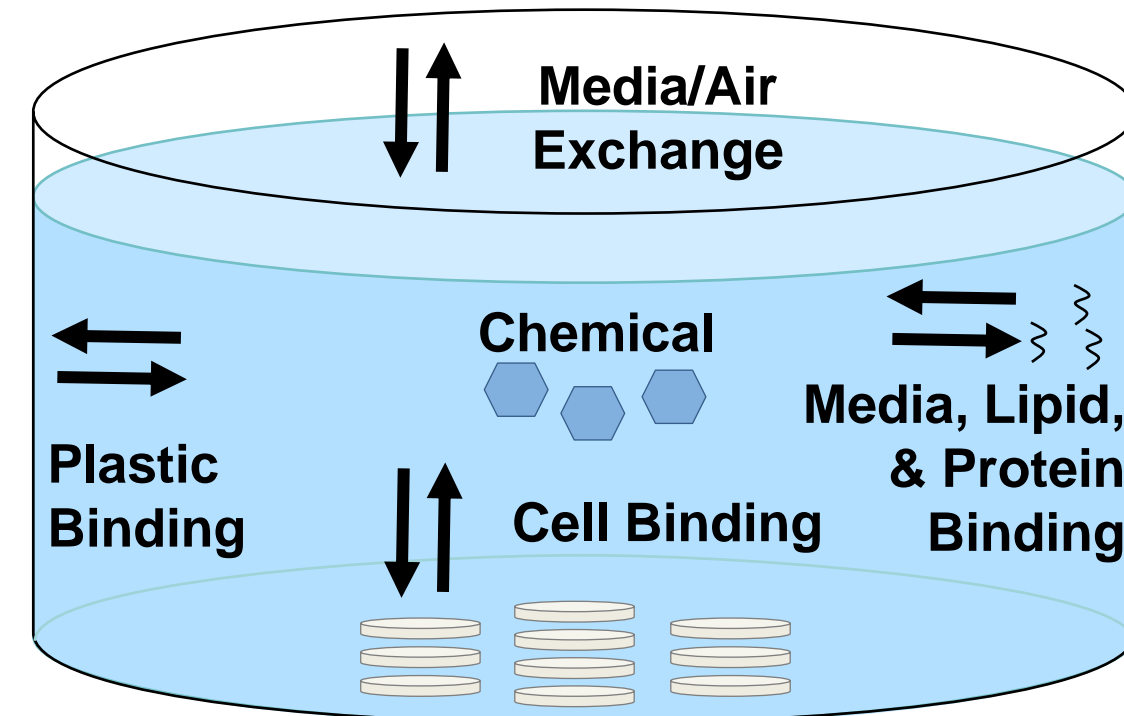 Media/Air
Exchange
Chemical
Media, Lipid,
& Protein
Binding
Plastic
Binding
Cell Binding